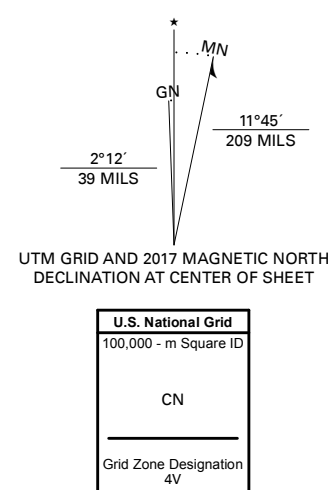 ★
MN
GN
11°45´
209 MILS
2°12´
39 MILS
UTM GRID AND 2017 MAGNETIC NORTH
DECLINATION AT CENTER OF SHEET
U.S. National Grid
100,000 - m Square ID
CN
Grid Zone Designation
4V